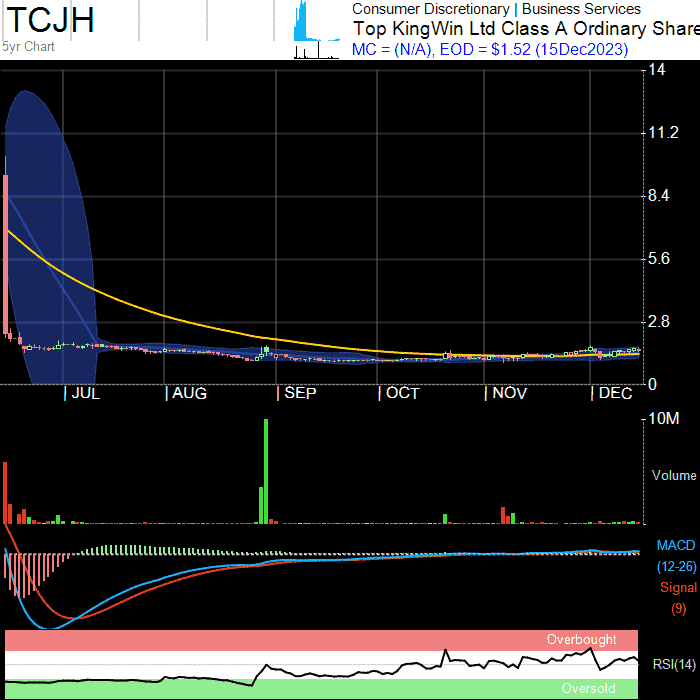 TCJH
5yr Chart
Consumer Discretionary | Business Services
Top KingWin Ltd Class A Ordinary Share
MC = (N/A), EOD = $1.52 (15Dec2023)
14
11.2
8.4
5.6
2.8
0
| JUL | AUG | SEP | OCT | NOV | DEC
10M
Volume
MACD
(12-26)
Signal
(9)
Overbought
RSI(14)
Oversold